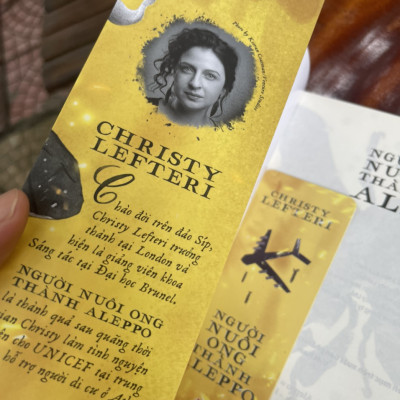 CHRISTY
LEFTERI
Chào đời trên đảo Síp,
Christy Lefteri trưởng
thành tại London và
hiện là giảng viên khoa
Sáng tác tại Đại học Brunel.
NGƯỜI NUÔI ONG
THÀNH ALEPPO
là thành quả sau quãng thời
gian Christy làm tình nguyện
cho UNICEF tại trung
hỗ trợ người di cư ở
NGƯỜI
NUÔI
THÀNH
CHRISTY
LEFTERI
NGƯỜI
NUÔI
ONG
THÀNH
ALEPPO